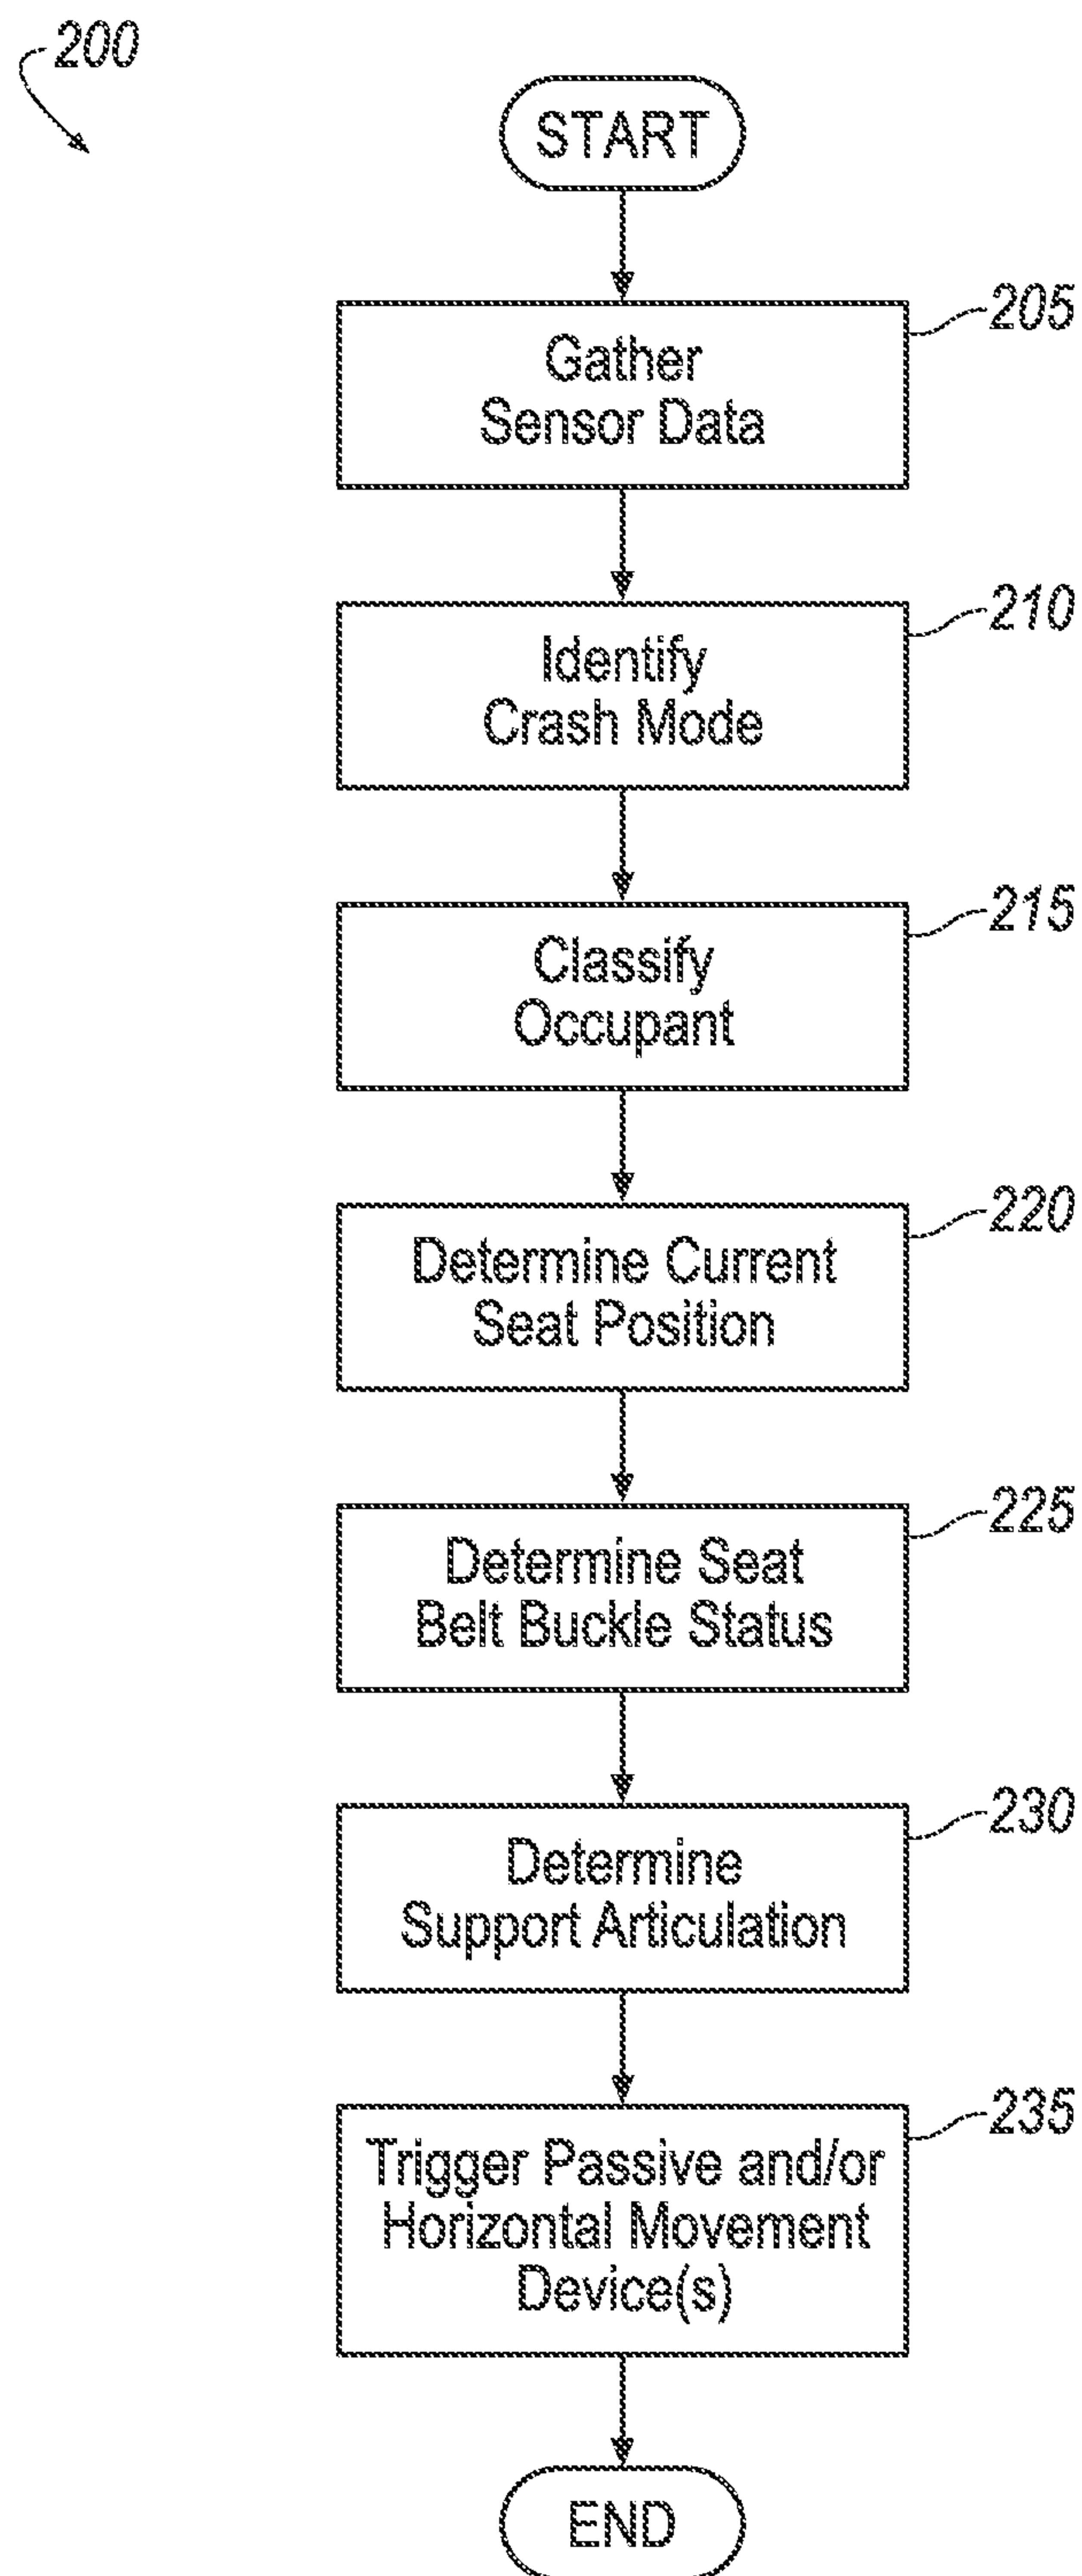 200
START
205
Gather
Sensor Data
210
Identify
Crash Mode
215
Classify
Occupant
220
Determine Current
Seat Position
225
Determine Seat
Belt Buckle Status
230
Determine
Support Articulation
235
Trigger Passive and/or
Horizontal Movement
Device(s)
END